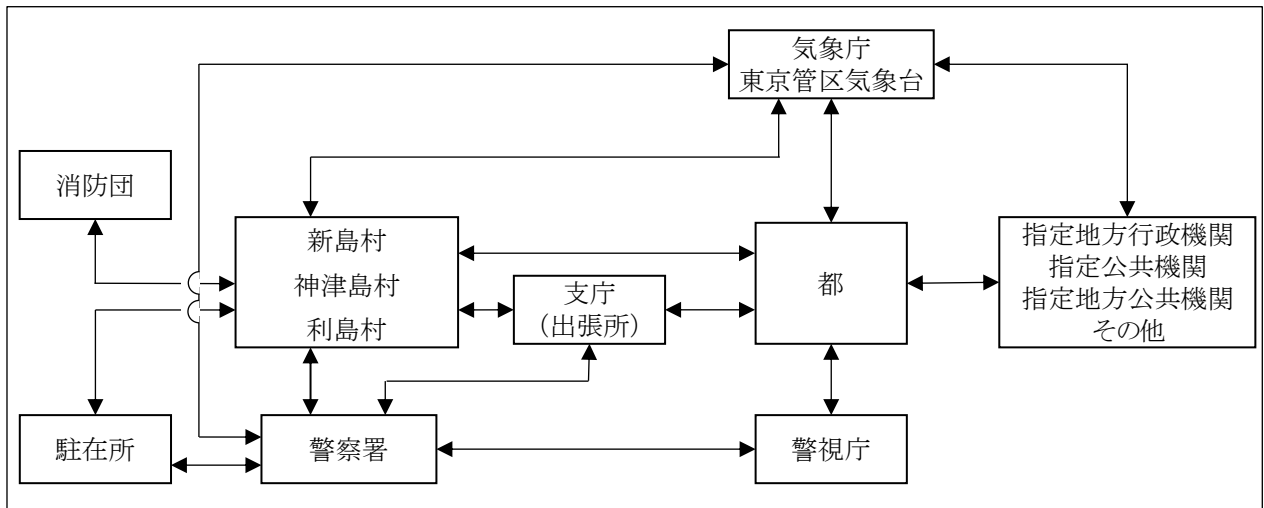 気象庁
東京管区気象台
消防団
新島村
神津島村
利島村
支庁
（出張所）
都
指定地方行政機関
指定公共機関
指定地方公共機関
その他
駐在所
警察署
警視庁